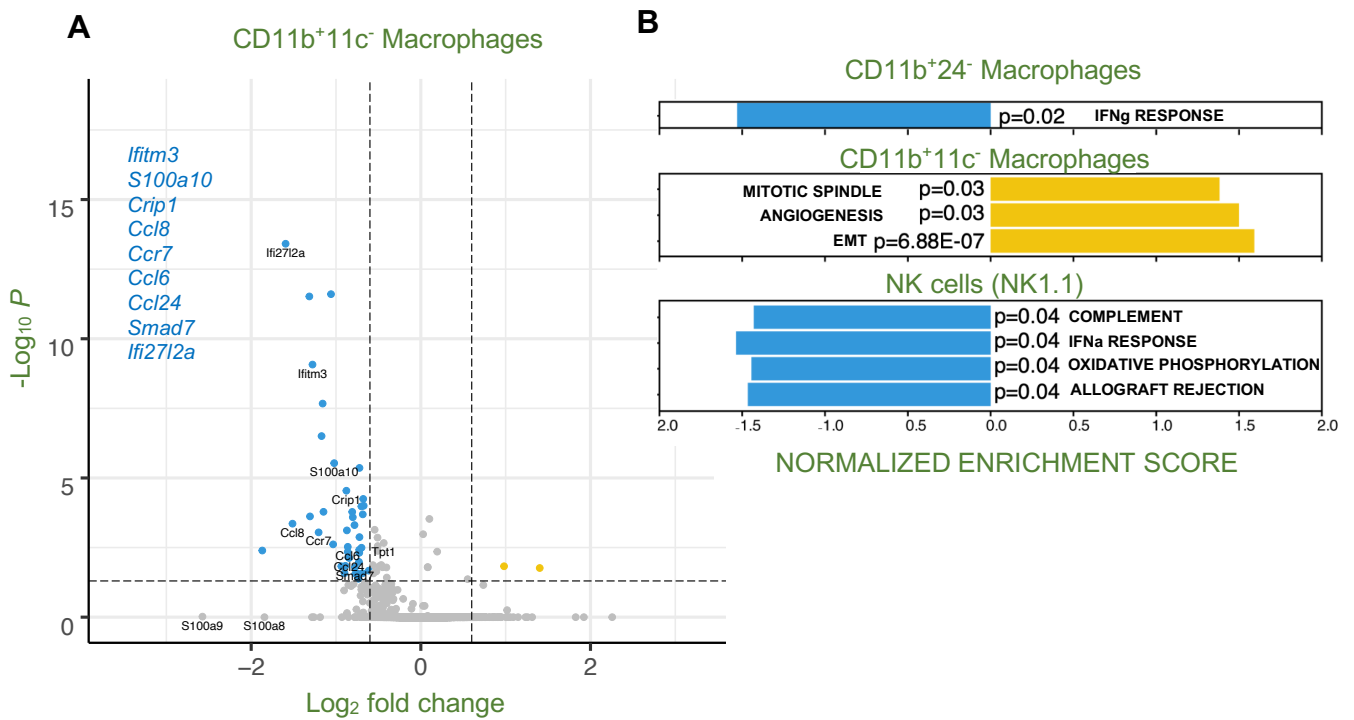 A
CD11b+11c- Macrophages
Ifitm3
S100a10
Crip1
Ccl8
Ccr7
Ccl6
Ccl24
Smad7
Ifi27l2a
-Log10 P
15
10
5
0
Ifi27l2a
Ifitm3
S100a10
Crip1
Ccl8
Ccr7
Tpt1
Ccl6
Ccl24
Smad7
S100a9
S100a8
−2
0
2
Log2 fold change
B
CD11b+24- Macrophages
p=0.02 IFNg RESPONSE
CD11b+11c- Macrophages
MITOTIC SPINDLE p=0.03
ANGIOGENESIS p=0.03
EMT p=6.88E-07
NK cells (NK1.1)
p=0.04 COMPLEMENT
p=0.04 IFNa RESPONSE
p=0.04 OXIDATIVE PHOSPHORYLATION
p=0.04 ALLOGRAFT REJECTION
2.0 -1.5 -1.0 0.5 0.0 0.5 1.0 1.5 2.0
NORMALIZED ENRICHMENT SCORE